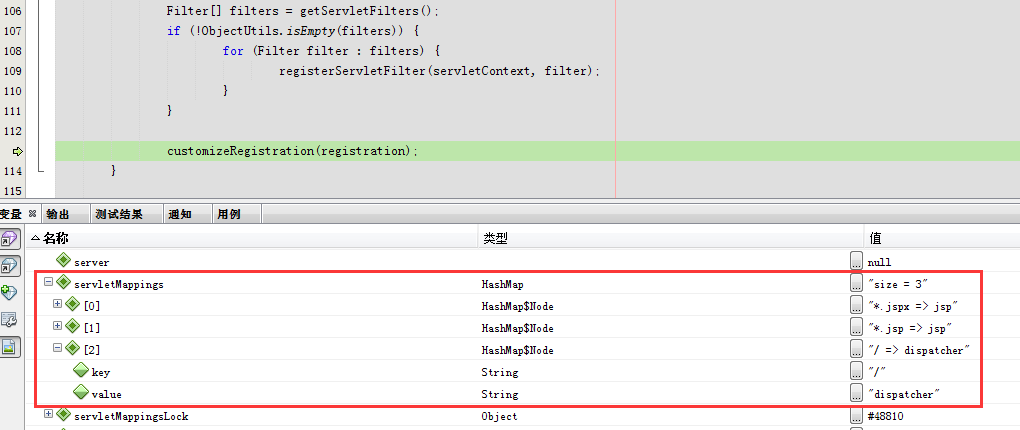 106 Filter[] filters = getServletFilters();
107 if (!ObjectUtils.isEmpty(filters)) {
108 for (Filter filter : filters) {
109 registerServletFilter(servletContext, filter);
110 }
111 }
112
customizeRegistration(registration);
114 }
115
变量 输出 测试结果 通知 用例
名称 类型 值
server ... null
servletMappings HashMap ... "size = 3"
[0] HashMap$Node ... "*.jspx => jsp"
[1] HashMap$Node ... "*.jsp => jsp"
[2] HashMap$Node ... "/ => dispatcher"
key String ... "/"
value String ... "dispatcher"
servletMappingsLock Object ... #48810